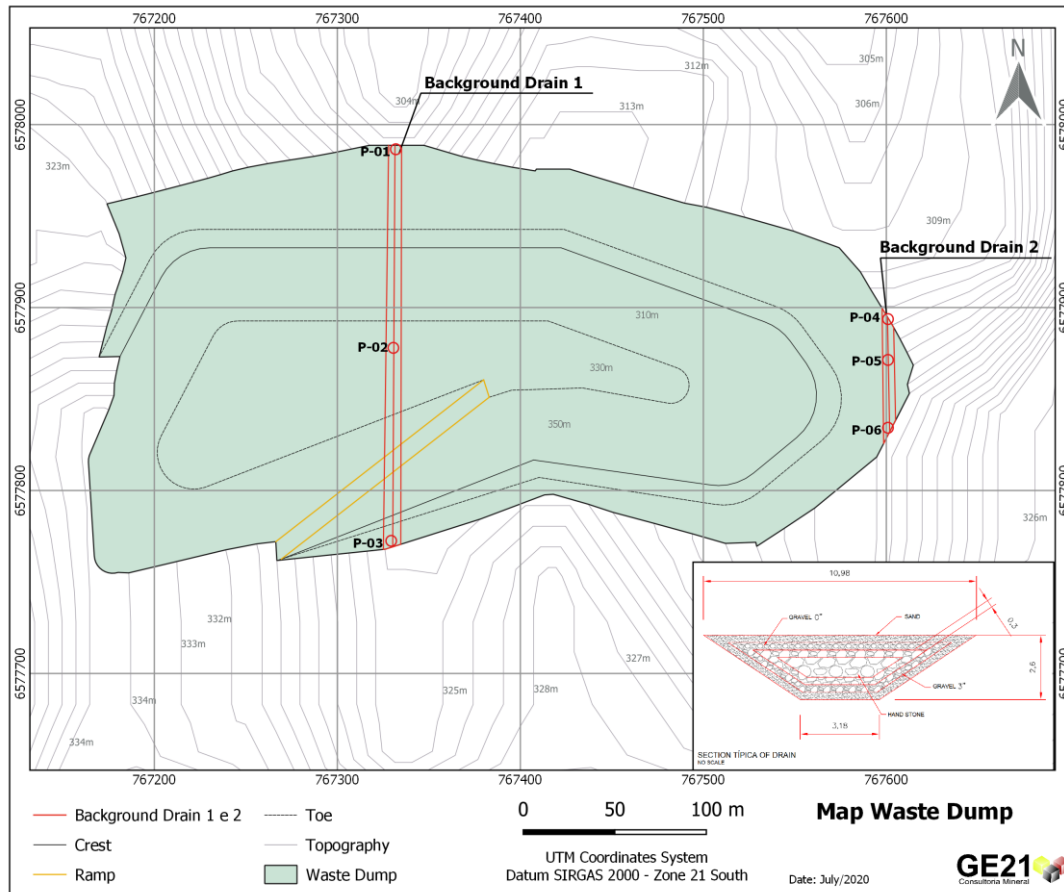 767200 767300 767400 767500 767600
N
305m
312m
Background Drain 1
304m
313m
306m
6578000 6578000
P-01
323m
309m
Background Drain 2
6577900 6577900
310m
P-04
P-02
330m
P-05
350m
P-06
6577800 6577800
326m
P-03
10,98
GRAVEL 0"
SAND
0,3
2,6
GRAVEL 3"
HAND STONE
3,18
SECTION TÍPICA OF DRAIN
NO SCALE
332m
333m
327m
6577700 6577700
334m
325m
328m
334m
767200 767300 767400 767500 767600
Background Drain 1 e 2
Crest
Ramp
Toe
Topography
Waste Dump
0 50 100 m
UTM Coordinates System
Datum SIRGAS 2000 - Zone 21 South
Map Waste Dump
Date: July/2020
GE21
Consultoria Mineral